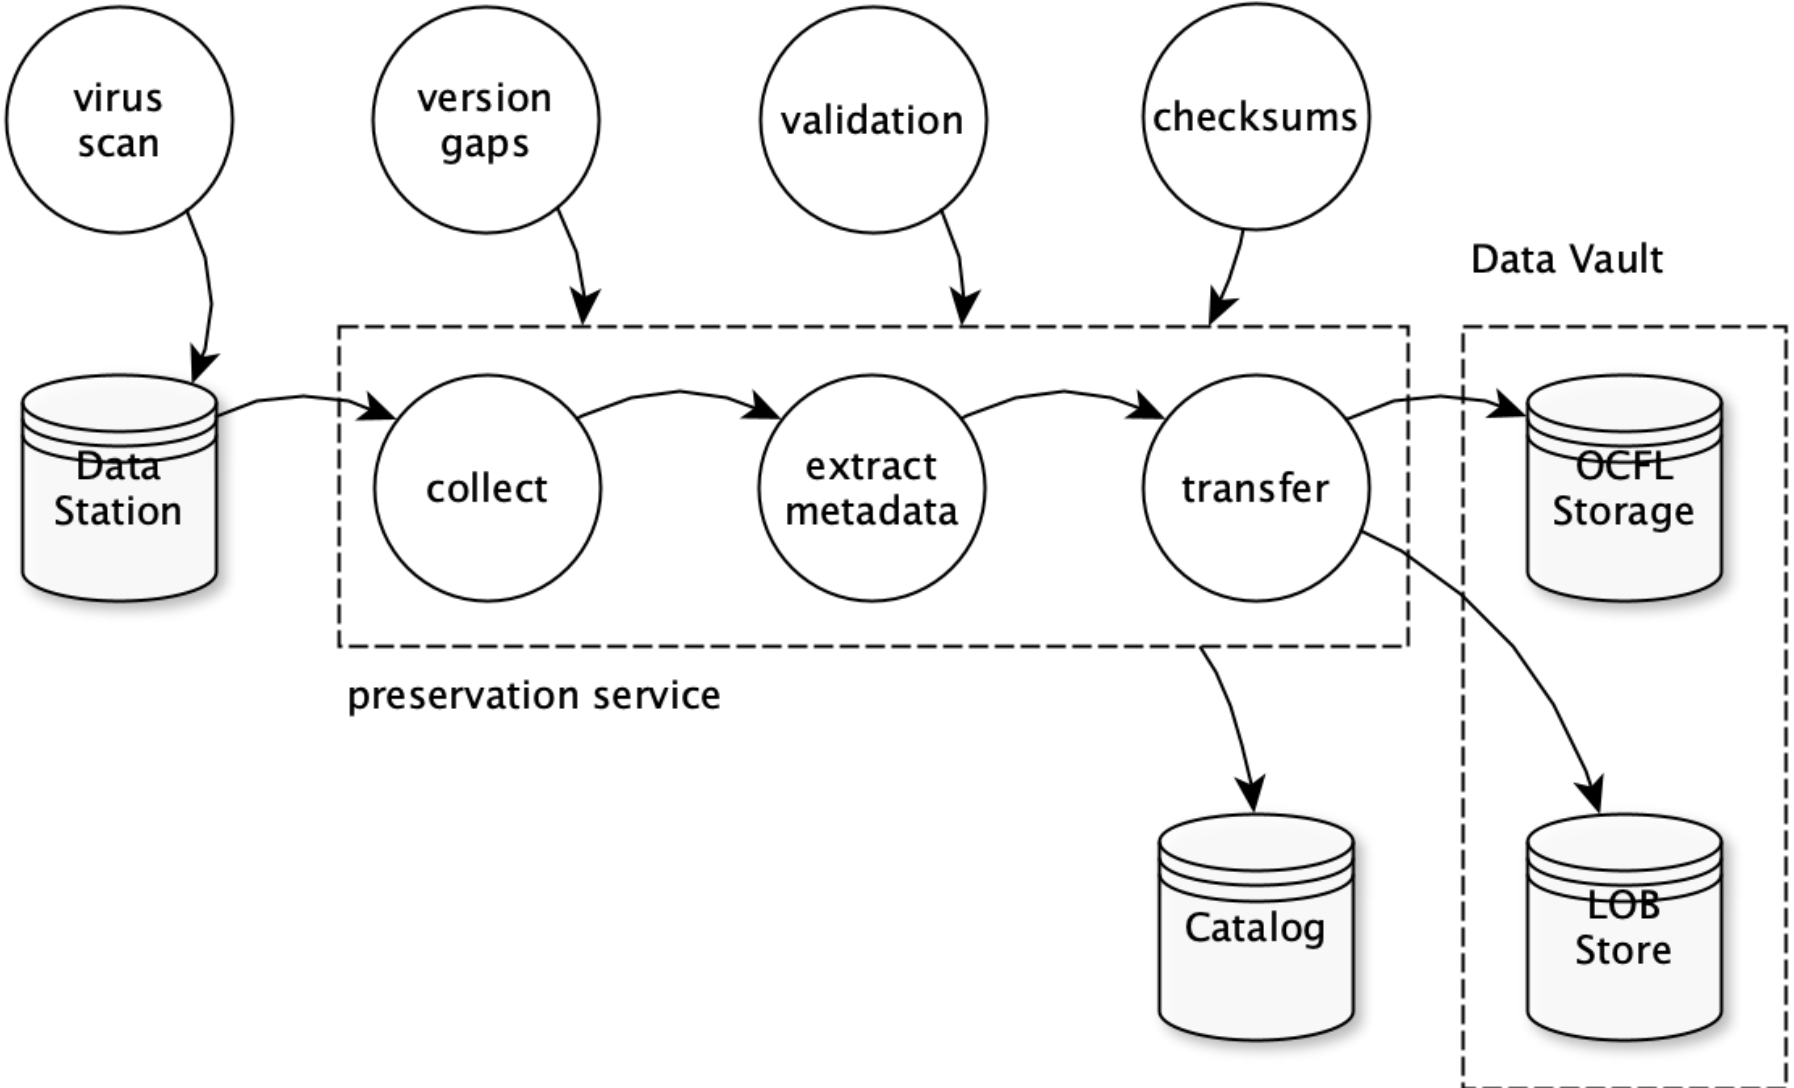 virus
scan
version
gaps
validation
checksums
Data Vault
Data
Station
collect
extract
metadata
transfer
OCFL
Storage
preservation service
Catalog
LOB
Store